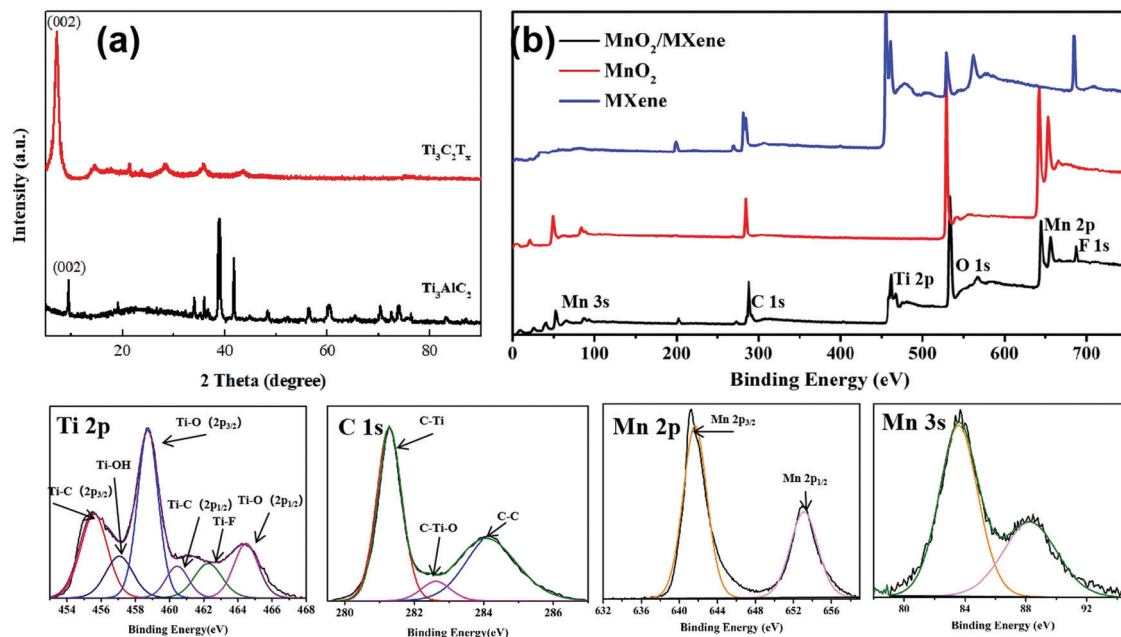 (002)
(a)
Ti₃C₂Tₓ
(002)
Ti₃AlC₂
Intensity (a.u.)
20 40 60 80
2 Theta (degree)
(b)
MnO₂/MXene
MnO₂
MXene
Mn 3s
C 1s
Ti 2p
O 1s
Mn 2p
F 1s
0 100 200 300 400 500 600 700
Binding Energy (eV)
Ti 2p
Ti-O (2p₃/₂)
Ti-OH
Ti-C (2p₃/₂)
Ti-C (2p₁/₂)
Ti-F
Ti-O (2p₁/₂)
454 456 458 460 462 464 466 468
Binding Energy(eV)
C 1s
C-Ti
C-Ti-O
C-C
280 282 284 286
Binding Energy(eV)
Mn 2p
Mn 2p₃/₂
Mn 2p₁/₂
632 636 640 644 648 652 656
Binding Energy(eV)
Mn 3s
80 84 88 92
Binding Energy(eV)